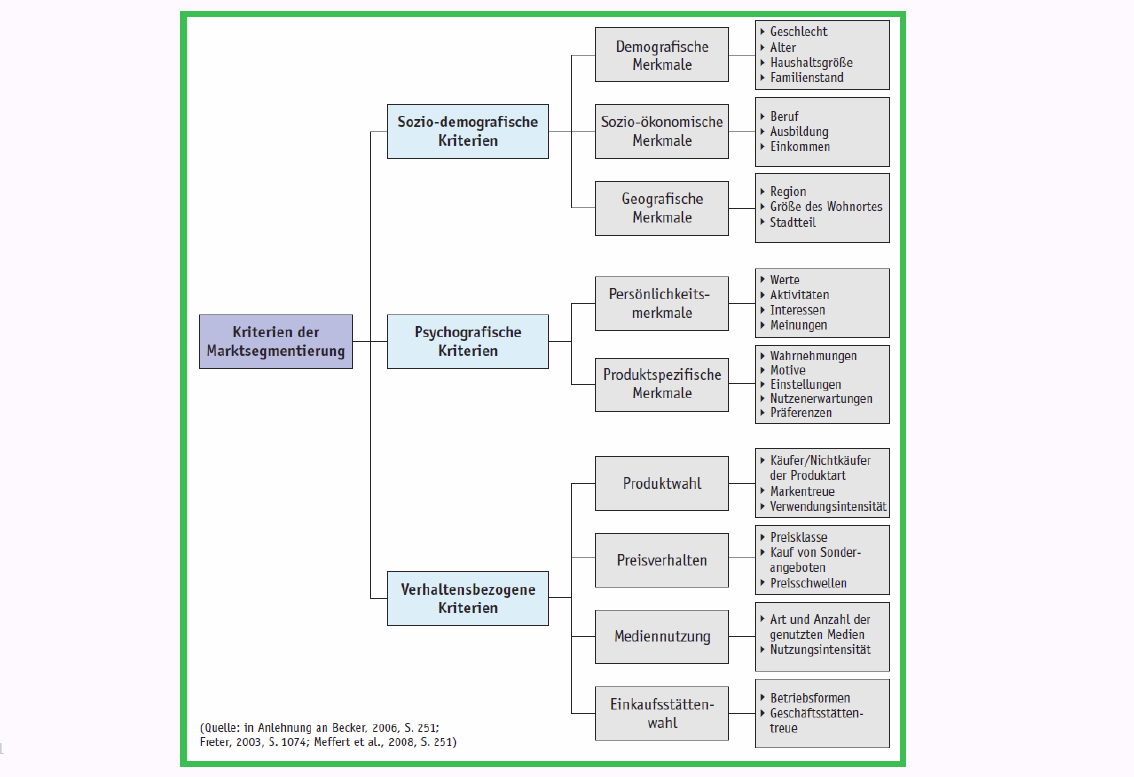 Kriterien der
Marktsegmentierung
Sozio-demografische
Kriterien
Demografische
Merkmale
▸ Geschlecht
▸ Alter
▸ Haushaltsgröße
▸ Familienstand
Sozio-ökonomische
Merkmale
▸ Beruf
▸ Ausbildung
▸ Einkommen
Geografische
Merkmale
▸ Region
▸ Größe des Wohnortes
▸ Stadtteil
Psychografische
Kriterien
Persönlichkeits-
merkmale
▸ Werte
▸ Aktivitäten
▸ Interessen
▸ Meinungen
Produktspezifische
Merkmale
▸ Wahrnehmungen
▸ Motive
▸ Einstellungen
▸ Nutzenerwartungen
▸ Präferenzen
Verhaltensbezogene
Kriterien
Produktwahl
▸ Käufer/Nichtkäufer
der Produktart
▸ Markentreue
▸ Verwendungsintensität
Preisverhalten
▸ Preisklasse
▸ Kauf von Sonder-
angeboten
▸ Preisschwellen
Mediennutzung
▸ Art und Anzahl der
genutzten Medien
▸ Nutzungsintensität
Einkaufsstätten-
wahl
▸ Betriebsformen
▸ Geschäftsstätten-
treue
(Quelle: in Anlehnung an Becker, 2006, S. 251;
Freter, 2003, S. 1074; Meffert et al., 2008, S. 251)